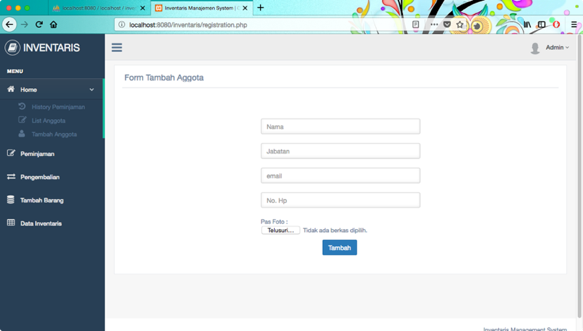 localhost:8080 / localhost / inve
Inventaris Manajemen System |
localhost:8080/inventaris/registration.php
INVENTARIS
Admin
MENU
Home
History Peminjaman
List Anggota
Tambah Anggota
Peminjaman
Pengembalian
Tambah Barang
Data Inventaris
Form Tambah Aggota
Nama
Jabatan
email
No. Hp
Pas Foto :
Telusuri... Tidak ada berkas dipilih.
Tambah
Inventaris Management System